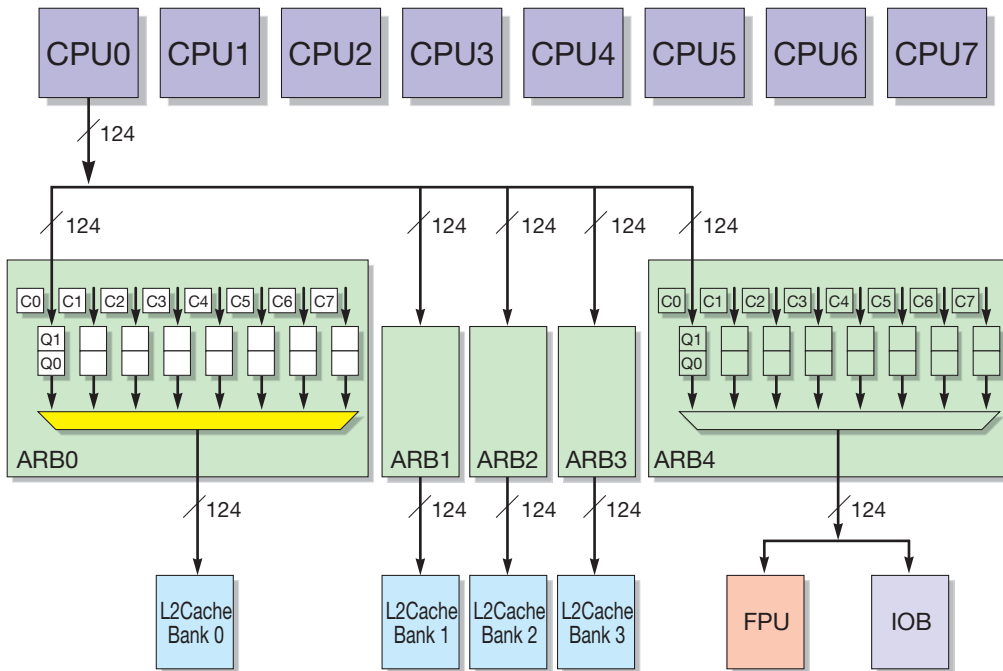 CPU0 CPU1 CPU2 CPU3 CPU4 CPU5 CPU6 CPU7
124
124 124 124 124 124
C0 C1 C2 C3 C4 C5 C6 C7 C0 C1 C2 C3 C4 C5 C6 C7
Q1 Q1
Q0 Q0
ARB0 ARB1 ARB2 ARB3 ARB4
124 124 124 124 124
L2Cache Bank 0
L2Cache Bank 1
L2Cache Bank 2
L2Cache Bank 3
FPU IOB